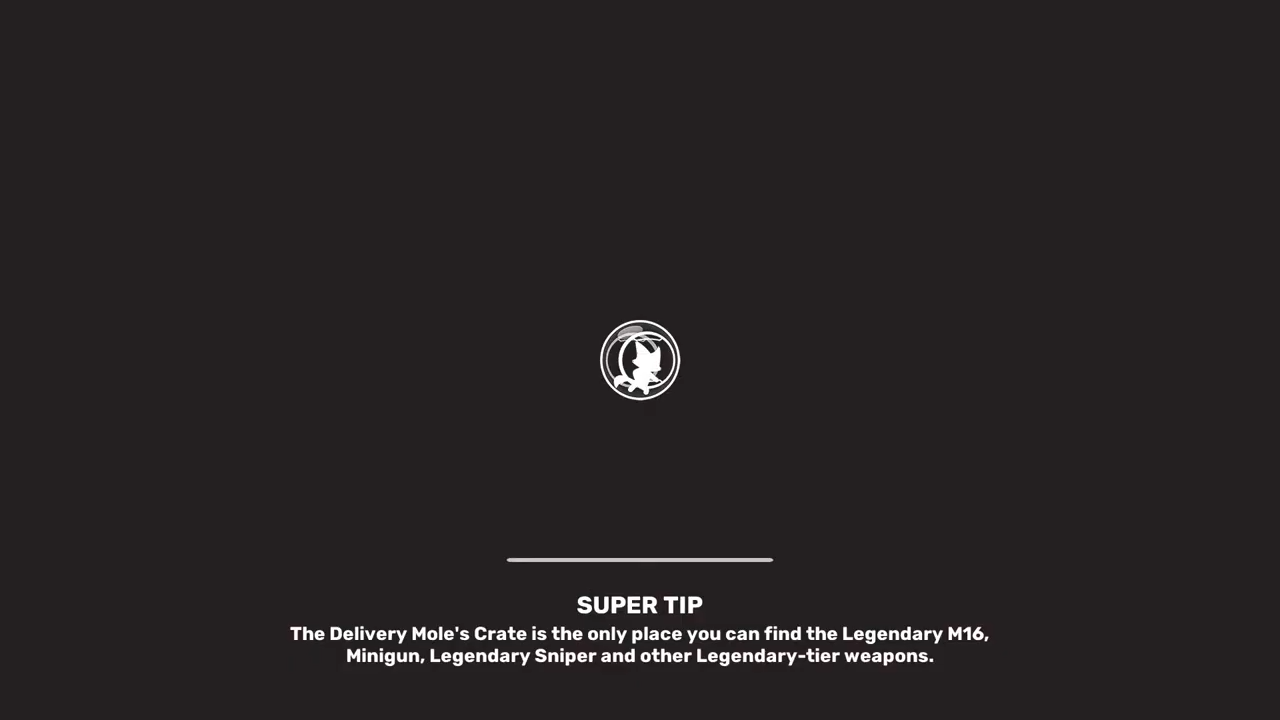 SUPER TIP
The Delivery Mole's Crate is the only place you can find the Legendary M16,
Minigun, Legendary Sniper and other Legendary-tier weapons.